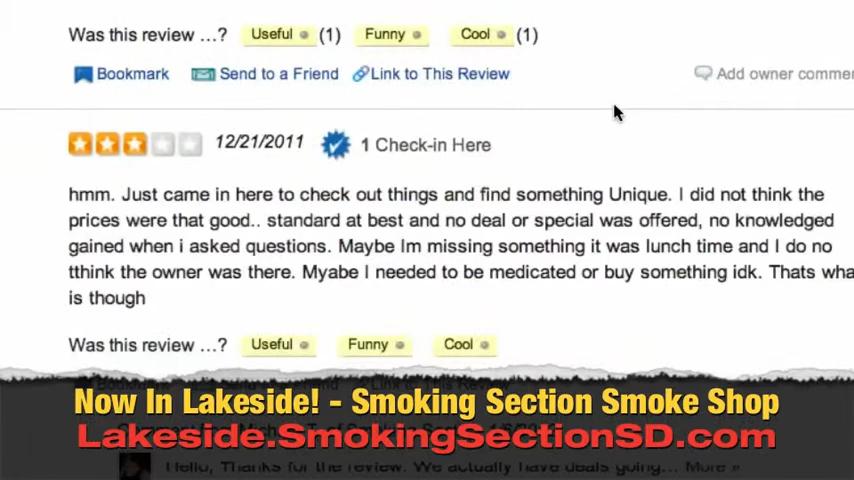 Was this review ...? Useful (1) Funny Cool (1)
Bookmark Send to a Friend Link to This Review Add owner commen
12/21/2011 1 Check-in Here
hmm. Just came in here to check out things and find something Unique. I did not think the
prices were that good.. standard at best and no deal or special was offered, no knowledged
gained when i asked questions. Maybe Im missing something it was lunch time and I do no
tthink the owner was there. Myabe I needed to be medicated or buy something idk. Thats wha
is though
Was this review ...? Useful Funny Cool
Now In Lakeside! - Smoking Section Smoke Shop
Lakeside.SmokingSectionSD.com
Hello, Thanks for the review. We actually have deals going... More »